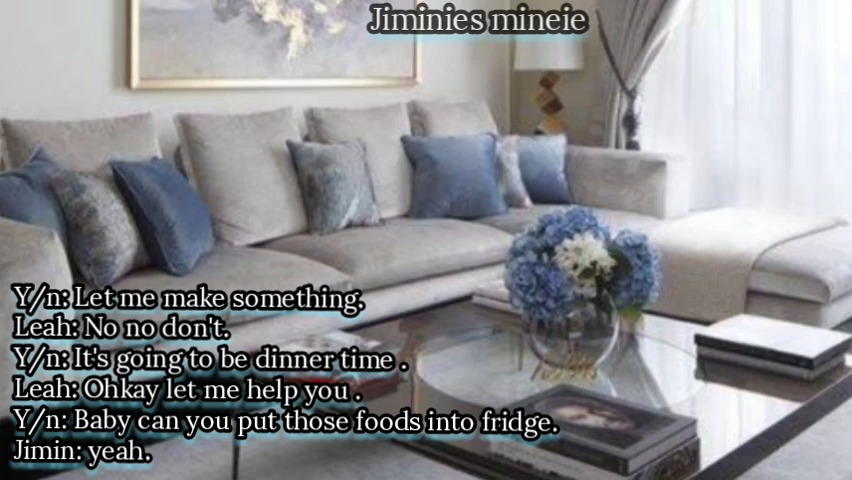 Jiminies mineie
Y/n: Let me make something.
Leah: No no don't.
Y/n: It's going to be dinner time .
Leah: Ohkay let me help you .
Y/n: Baby can you put those foods into fridge.
Jimin: yeah.